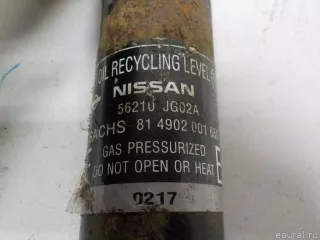 OIL RECYCLING LEVEL
NISSAN
56210 JG02A
SACHS 81 4902 001
GAS PRESSURIZED
DO NOT OPEN OR HEAT
E
0217
eaural.ru